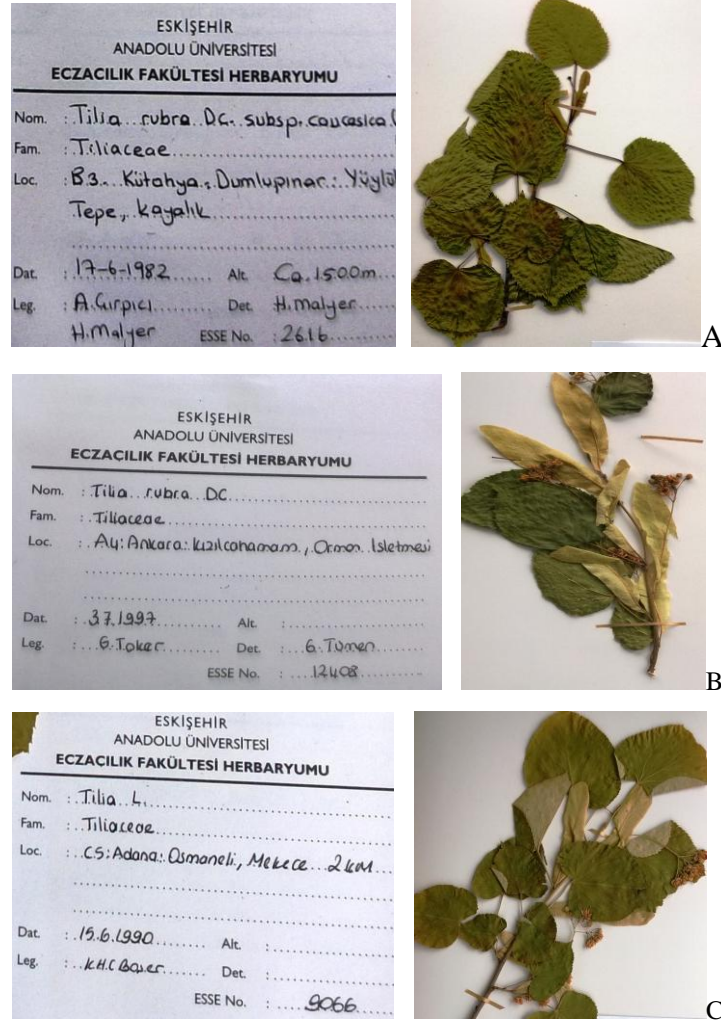 ESKİŞEHİR
ANADOLU ÜNİVERSİTESİ
ECZACILIK FAKÜLTESİ HERBARYUMU
Nom. : Tilia rubra DC. subsp. caucasica (
Fam. : Tiliaceae
Loc. : B3. Kütahya: Dumlupınar: Yüylü
Tepe, kayalık
Dat. : 17-6-1982 Alt. Ca. 1500m
Leg. : A.Çırpıcı Det. H.Malyer
H.Malyer ESSE No. : 2616
A
ESKİŞEHİR
ANADOLU ÜNİVERSİTESİ
ECZACILIK FAKÜLTESİ HERBARYUMU
Nom. : Tilia rubra DC
Fam. : Tiliaceae
Loc. : A4: Ankara: Kızılcahamam, Orman İsletmesi
Dat. : 3.7.1997 Alt. :
Leg. : G.Toker Det. : G.Tümen
ESSE No. : 12408
B
ESKİŞEHİR
ANADOLU ÜNİVERSİTESİ
ECZACILIK FAKÜLTESİ HERBARYUMU
Nom. : Tilia L.
Fam. : Tiliaceae
Loc. : C5: Adana: Osmaneli, Mekece 2 km
Dat. : 15.6.1990 Alt. :
Leg. : K.H.C Başer Det. :
ESSE No. : 9066
C